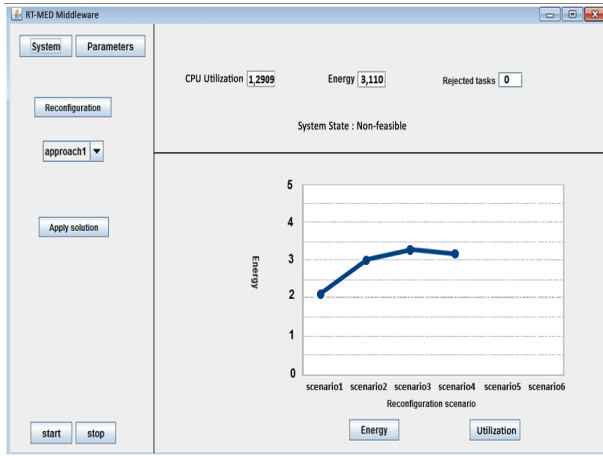 RT-MED Middleware
System Parameters
CPU Utilization 1,2909 Energy 3,110 Rejected tasks 0
Reconfiguration
System State : Non-feasible
approach1
Apply solution
5
4
3
2
1
0
Energy
scenario1 scenario2 scenario3 scenario4 scenario5 scenario6
Reconfiguration scenario
start stop
Energy Utilization